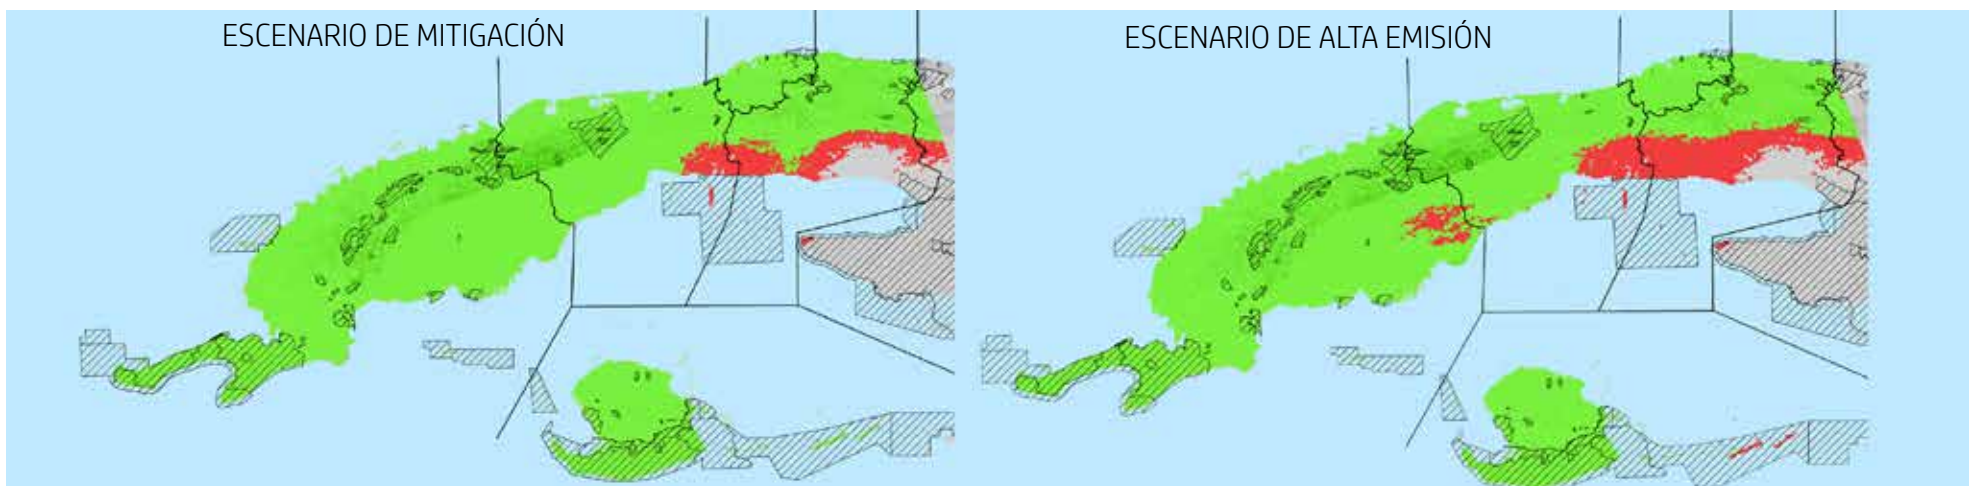 ESCENARIO DE MITIGACIÓN
ESCENARIO DE ALTA EMISIÓN